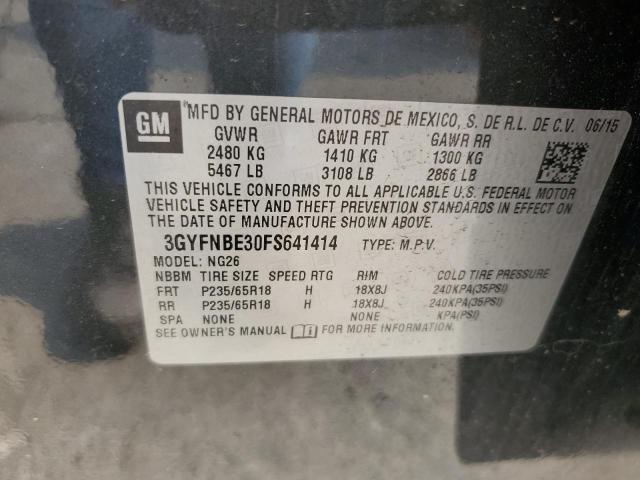 GM
MFD BY GENERAL MOTORS DE MEXICO, S. DE R.L. DE C.V. 06/15
GVWR GAWR FRT GAWR RR
2480 KG 1410 KG 1300 KG
5467 LB 3108 LB 2866 LB
THIS VEHICLE CONFORMS TO ALL APPLICABLE U.S. FEDERAL MOTOR
VEHICLE SAFETY AND THEFT PREVENTION STANDARDS IN EFFECT ON
THE DATE OF MANUFACTURE SHOWN ABOVE.
3GYFNBE30FS641414 TYPE: M.P.V.
MODEL: NG26
NBBM TIRE SIZE SPEED RTG RIM COLD TIRE PRESSURE
FRT P235/65R18 H 18X8J 240KPA(35PSI)
RR P235/65R18 H 18X8J 240KPA(35PSI)
SPA NONE NONE KPA(PSI)
SEE OWNER'S MANUAL FOR MORE INFORMATION.